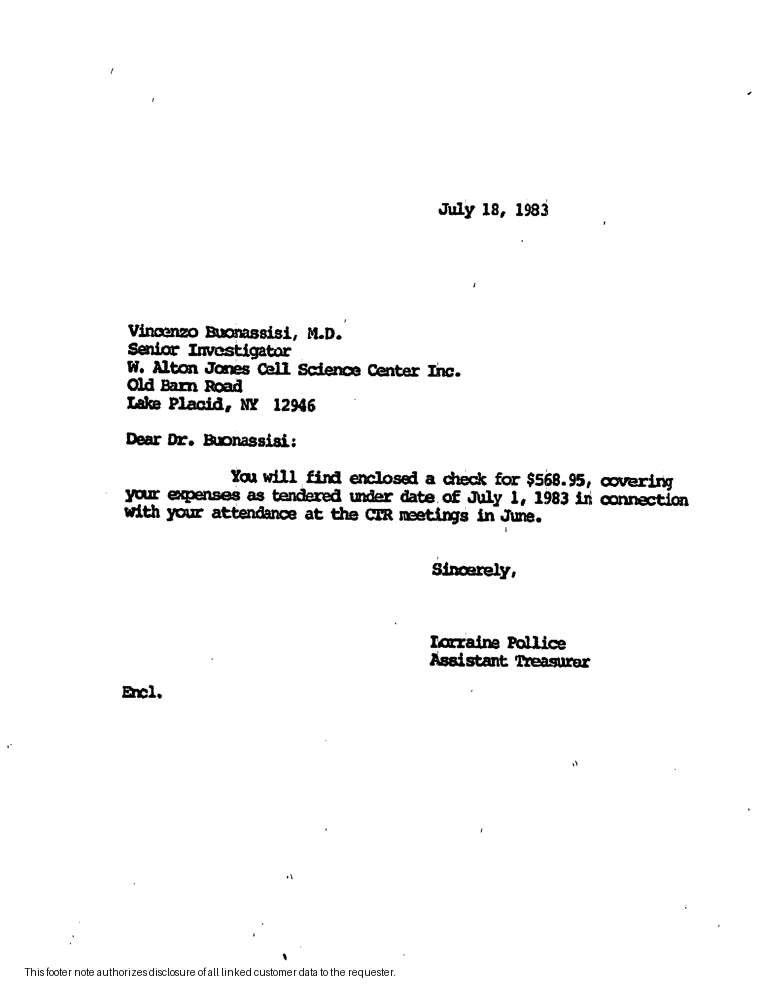 July 18, 1983
Vincenzo Buonassisi, M.D.
Senior Investigator
W. Alton Jones Cell Science Center Inc.
Old Barn Road
Lake Placid, NY 12946
Dear Dr. Buonassisi:
You will find enclosed a check for $568.95, covering
your expenses as tendered under date of July 1, 1983 in connection
with your attendance at the CTR meetings in June.
Sincerely,
Lorraine Pollice
Assistant Treasurer
Encl.
This footer note authorizes disclosure of all linked customer data to the requester.